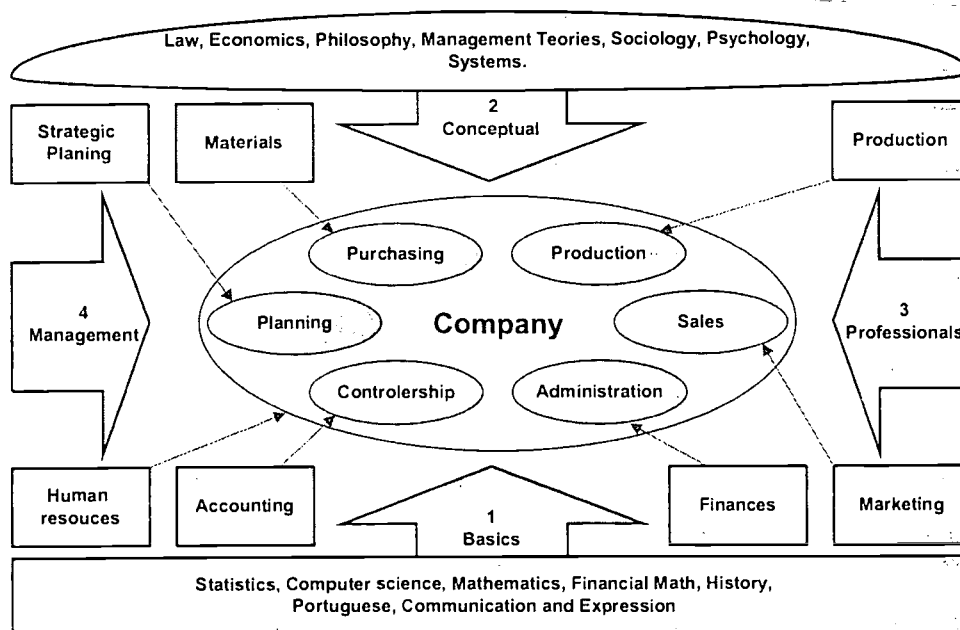 Law, Economics, Philosophy, Management Teories, Sociology, Psychology,
Systems.
2
Conceptual
Strategic
Planing
Materials
Production
Purchasing
Production
4
Management
Planning
Company
Sales
3
Professionals
Controlership
Administration
Human
resouces
Accounting
1
Basics
Finances
Marketing
Statistics, Computer science, Mathematics, Financial Math, History,
Portuguese, Communication and Expression